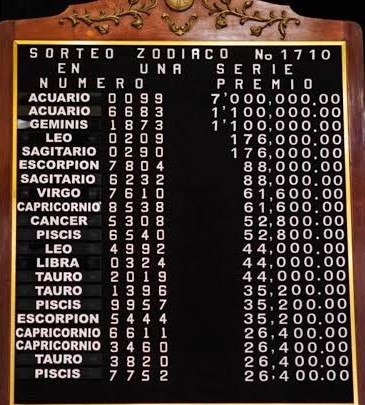 SORTEO ZODIACO No 1710
EN UNA SERIE
NUMERO PREMIO
ACUARIO 0099 7'000,000.00
ACUARIO 6683 1'100,000.00
GEMINIS 1873 1'100,000.00
LEO 0209 176,000.00
SAGITARIO 0290 176,000.00
ESCORPION 7604 88,000.00
SAGITARIO 6232 88,000.00
VIRGO 7610 61,600.00
CAPRICORNIO 8538 61,600.00
CANCER 5308 52,800.00
PISCIS 6540 52,800.00
LEO 4992 44,000.00
LIBRA 0324 44,000.00
TAURO 2019 44,000.00
TAURO 1396 35,200.00
PISCIS 9957 35,200.00
ESCORPION 5444 35,200.00
CAPRICORNIO 6611 26,400.00
CAPRICORNIO 3460 26,400.00
TAURO 3820 26,400.00
PISCIS 7752 26,400.00